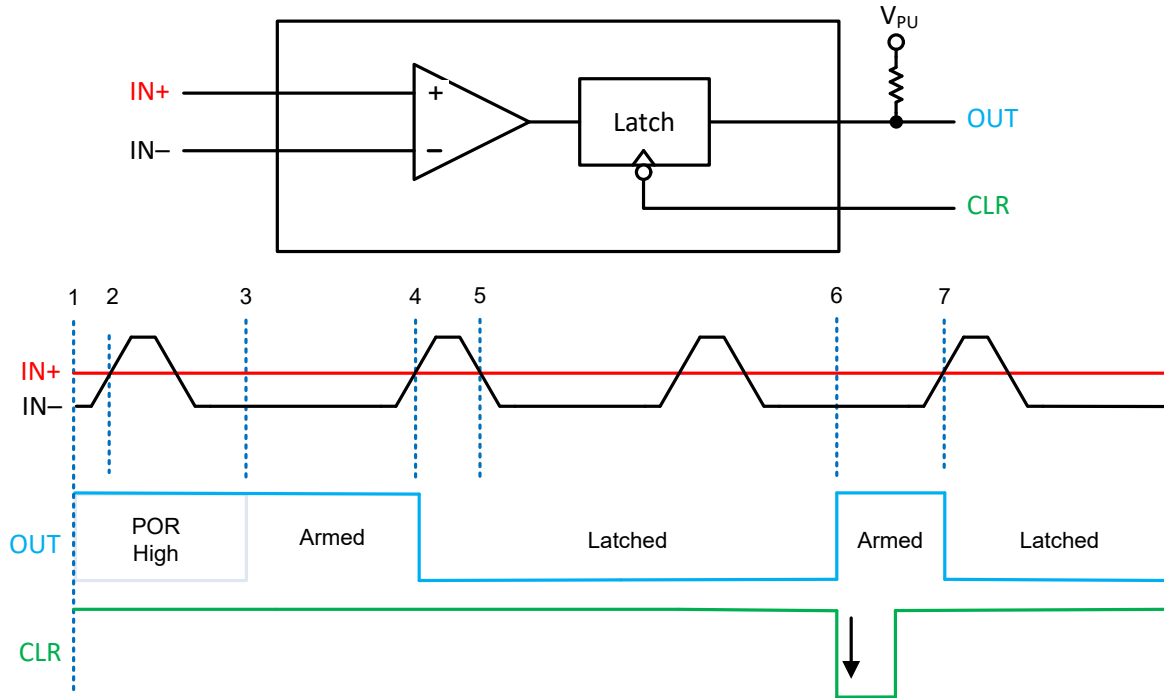 V_PU
IN+
+
Latch
OUT
IN–
–
CLR
1 2 3 4 5 6 7
IN+
IN–
POR
High
Armed
Latched
Armed
Latched
OUT
CLR